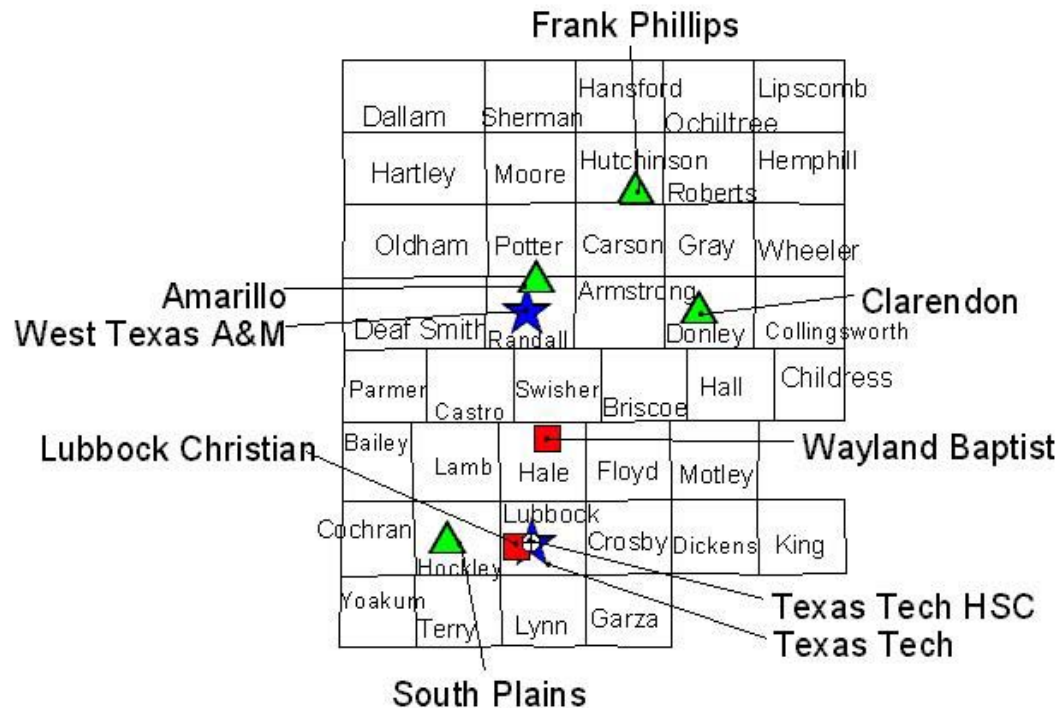 Frank Phillips
Hansford
Lipscomb
Dallam
Sherman
Ochiltree
Hartley
Moore
Hutchinson
Roberts
Hemphill
Oldham
Potter
Carson
Gray
Wheeler
Amarillo
West Texas A&M
Armstrong
Clarendon
Deaf Smith
Randall
Donley
Collingsworth
Parmer
Castro
Swisher
Briscoe
Hall
Childress
Lubbock Christian
Bailey
Lamb
Hale
Floyd
Motley
Wayland Baptist
Cochran
Hockley
Lubbock
Crosby
Dickens
King
Yoakum
Terry
Lynn
Garza
Texas Tech HSC
Texas Tech
South Plains